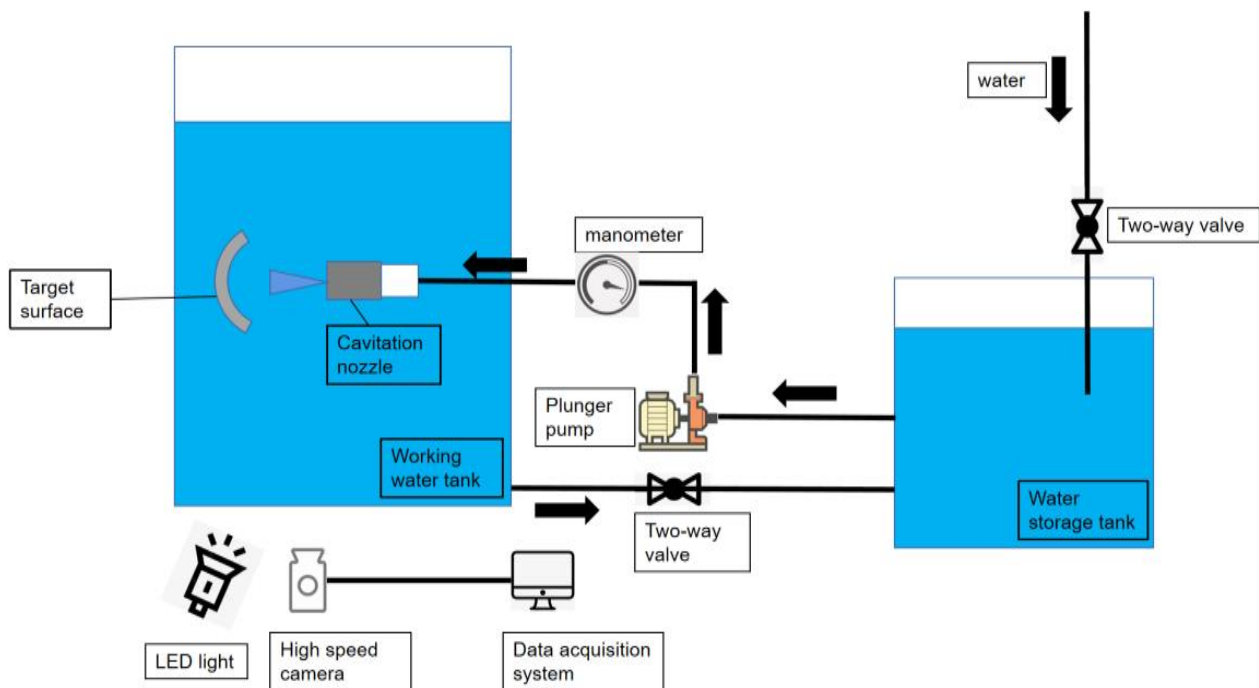 water
Two-way valve
manometer
Target
surface
Cavitation
nozzle
Plunger
pump
Working
water tank
Water
storage tank
Two-way
valve
LED light
High speed
camera
Data acquisition
system